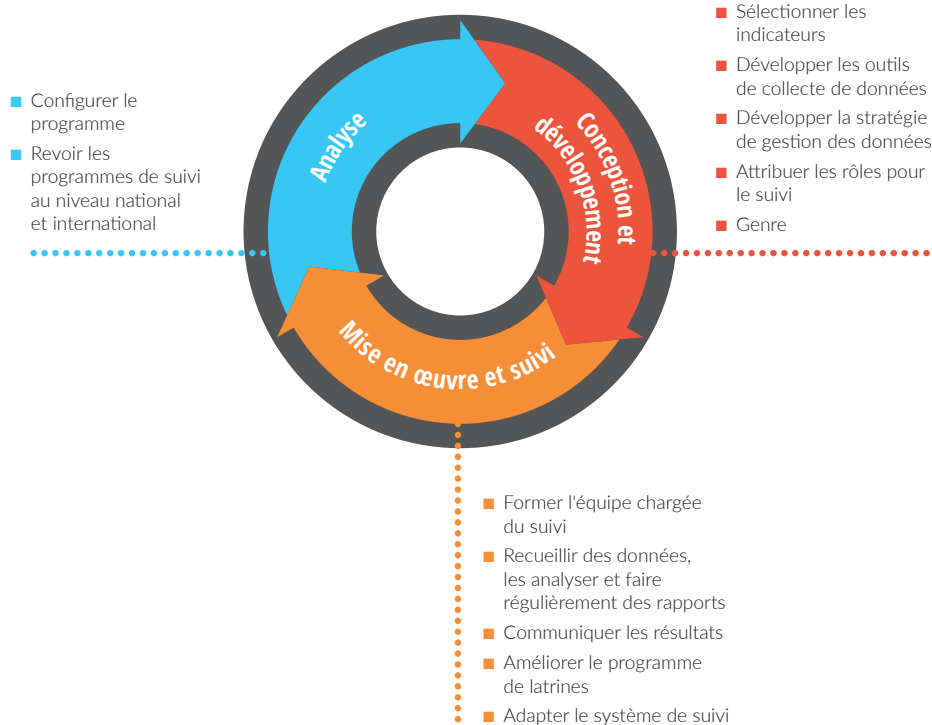 Configurer le
programme
Revoir les
programmes de suivi
au niveau national
et international
Analyse
Conception et
développement
Mise en œuvre et suivi
Sélectionner les
indicateurs
Développer les outils
de collecte de données
Développer la stratégie
de gestion des données
Attribuer les rôles pour
le suivi
Genre
Former l'équipe chargée
du suivi
Recueillir des données,
les analyser et faire
régulièrement des rapports
Communiquer les résultats
Améliorer le programme
de latrines
Adapter le système de suivi